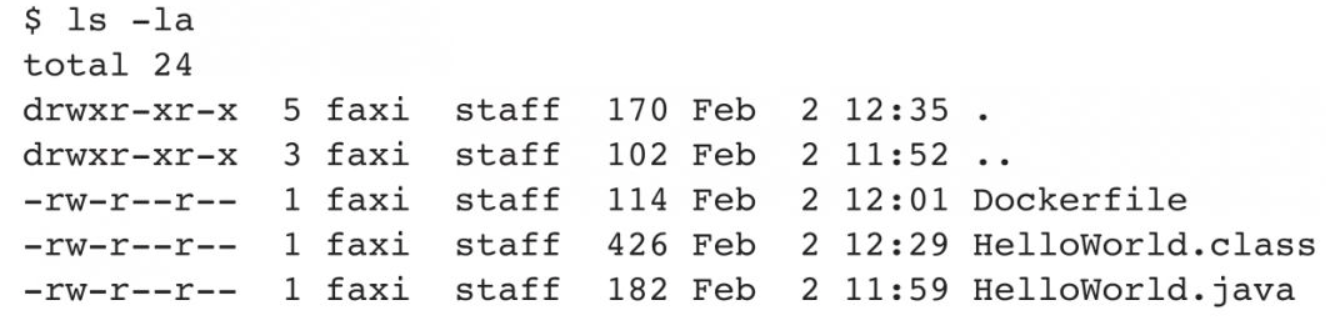 $ ls -la
total 24
drwxr-xr-x  5 faxi  staff  170 Feb  2 12:35 .
drwxr-xr-x  3 faxi  staff  102 Feb  2 11:52 ..
-rw-r--r--  1 faxi  staff  114 Feb  2 12:01 Dockerfile
-rw-r--r--  1 faxi  staff  426 Feb  2 12:29 HelloWorld.class
-rw-r--r--  1 faxi  staff  182 Feb  2 11:59 HelloWorld.java